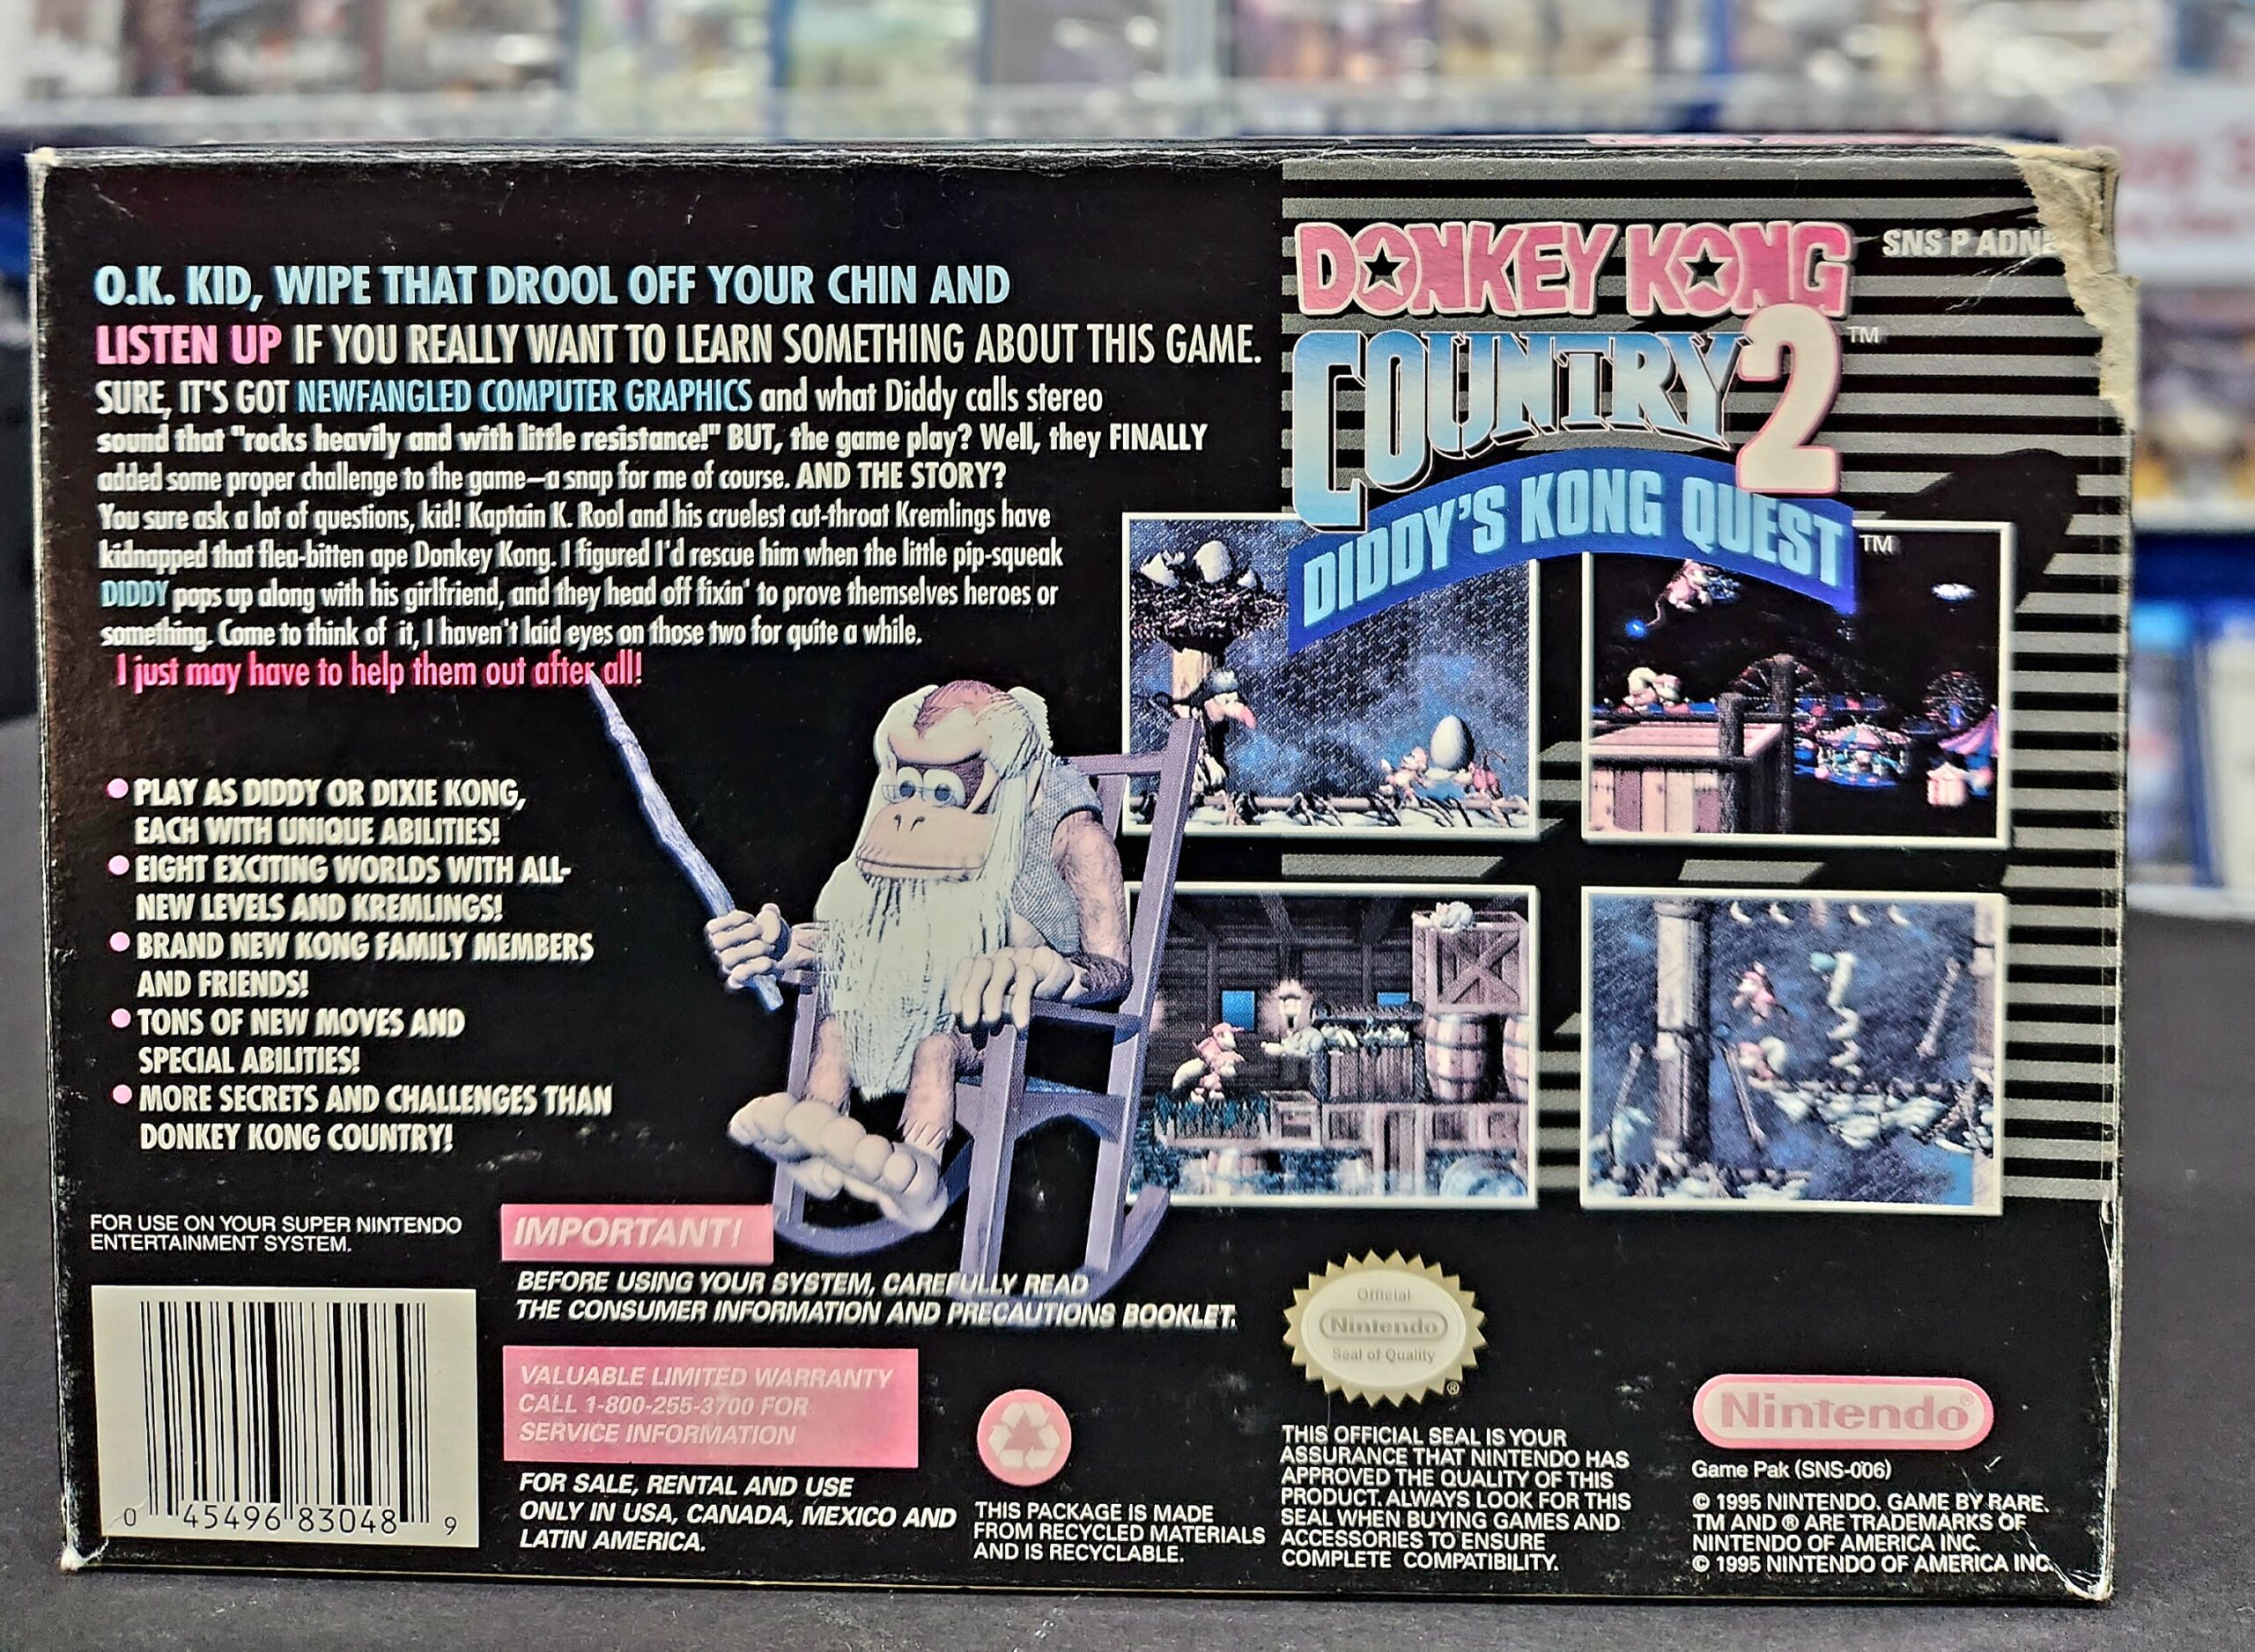 O.K. KID, WIPE THAT DROOL OFF YOUR CHIN AND
LISTEN UP IF YOU REALLY WANT TO LEARN SOMETHING ABOUT THIS GAME.
SURE, IT'S GOT NEWFANGLED COMPUTER GRAPHICS and what Diddy calls stereo
sound that "rocks heavily and with little resistance!" BUT, the game play? Well, they FINALLY
added some proper challenge to the game—a snap for me of course. AND THE STORY?
You sure ask a lot of questions, kid! Kaptain K. Rool and his cruelest cut-throat Kremlings have
kidnapped that flea-bitten ape Donkey Kong. I figured I'd rescue him when the little pip-squeak
DIDDY pops up along with his girlfriend, and they head off fixin' to prove themselves heroes or
something. Come to think of it, I haven't laid eyes on those two for quite a while.
I just may have to help them out after all!
DONKEY KONG
COUNTRY 2 ™
DIDDY'S KONG QUEST ™
SNS P ADN
• PLAY AS DIDDY OR DIXIE KONG,
EACH WITH UNIQUE ABILITIES!
• EIGHT EXCITING WORLDS WITH ALL-
NEW LEVELS AND KREMLINGS!
• BRAND NEW KONG FAMILY MEMBERS
AND FRIENDS!
• TONS OF NEW MOVES AND
SPECIAL ABILITIES!
• MORE SECRETS AND CHALLENGES THAN
DONKEY KONG COUNTRY!
FOR USE ON YOUR SUPER NINTENDO
ENTERTAINMENT SYSTEM.
0 45496 83048 9
IMPORTANT!
BEFORE USING YOUR SYSTEM, CAREFULLY READ
THE CONSUMER INFORMATION AND PRECAUTIONS BOOKLET.
VALUABLE LIMITED WARRANTY
CALL 1-800-255-3700 FOR
SERVICE INFORMATION
FOR SALE, RENTAL AND USE
ONLY IN USA, CANADA, MEXICO AND
LATIN AMERICA.
THIS PACKAGE IS MADE
FROM RECYCLED MATERIALS
AND IS RECYCLABLE.
Official
Nintendo
Seal of Quality
®
THIS OFFICIAL SEAL IS YOUR
ASSURANCE THAT NINTENDO HAS
APPROVED THE QUALITY OF THIS
PRODUCT. ALWAYS LOOK FOR THIS
SEAL WHEN BUYING GAMES AND
ACCESSORIES TO ENSURE
COMPLETE COMPATIBILITY.
Nintendo®
Game Pak (SNS-006)
© 1995 NINTENDO. GAME BY RARE.
TM AND ® ARE TRADEMARKS OF
NINTENDO OF AMERICA INC.
© 1995 NINTENDO OF AMERICA INC.